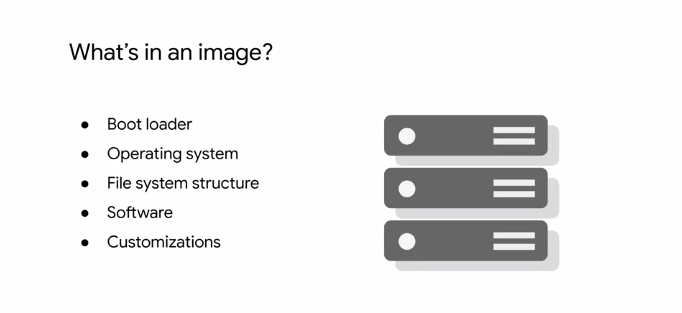 What's in an image?
● Boot loader
● Operating system
● File system structure
● Software
● Customizations